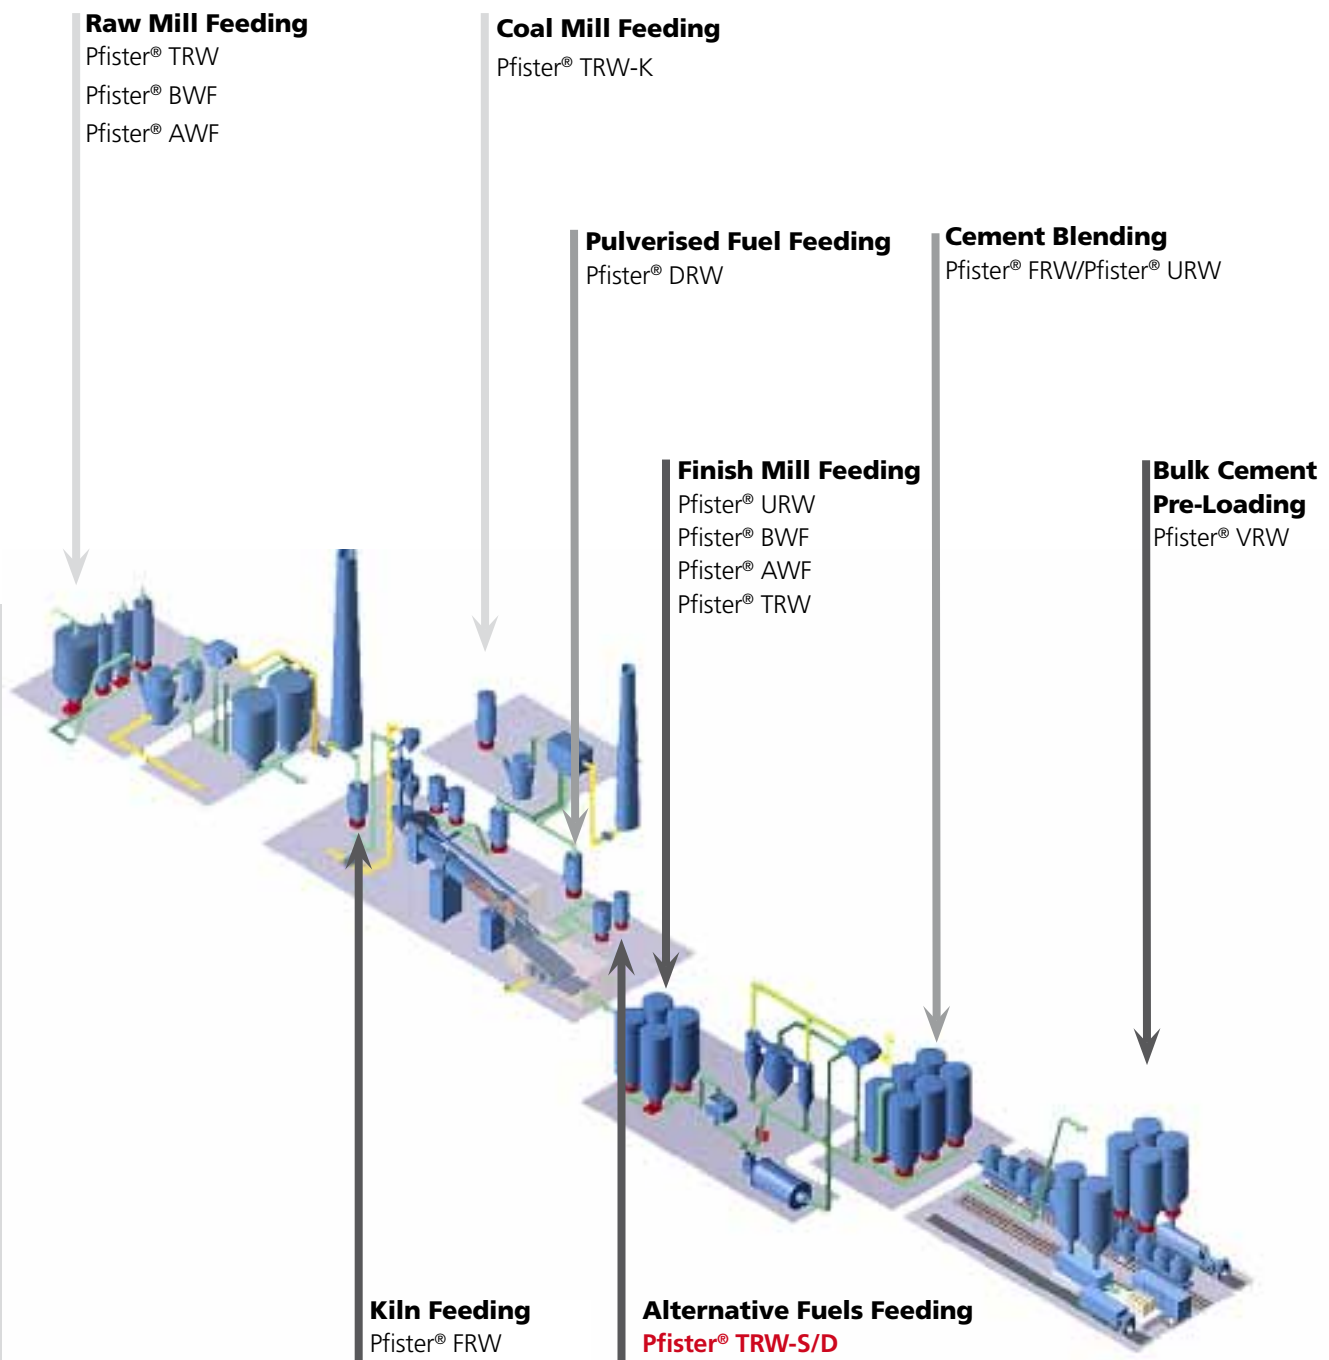 Raw Mill Feeding
Pfister® TRW
Pfister® BWF
Pfister® AWF
Coal Mill Feeding
Pfister® TRW-K
Pulverised Fuel Feeding
Pfister® DRW
Cement Blending
Pfister® FRW/Pfister® URW
Finish Mill Feeding
Pfister® URW
Pfister® BWF
Pfister® AWF
Pfister® TRW
Bulk Cement
Pre-Loading
Pfister® VRW
Kiln Feeding
Pfister® FRW
Alternative Fuels Feeding
Pfister® TRW-S/D